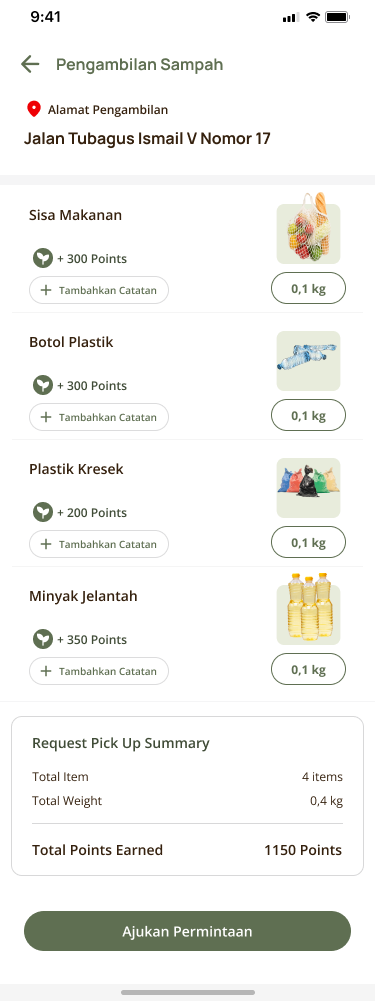 9:41
Pengambilan Sampah
Alamat Pengambilan
Jalan Tubagus Ismail V Nomor 17
Sisa Makanan
+ 300 Points
+ Tambahkan Catatan
0,1 kg
Botol Plastik
+ 300 Points
+ Tambahkan Catatan
0,1 kg
Plastik Kresek
+ 200 Points
+ Tambahkan Catatan
0,1 kg
Minyak Jelantah
+ 350 Points
+ Tambahkan Catatan
0,1 kg
Request Pick Up Summary
Total Item 4 items
Total Weight 0,4 kg
Total Points Earned 1150 Points
Ajukan Permintaan